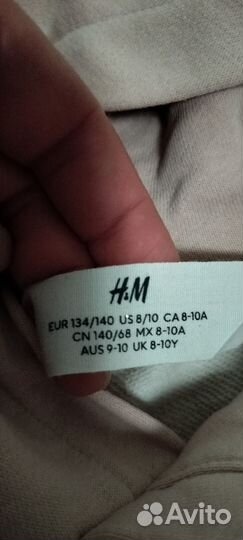 H&M
EUR 134/140 US 8/10 CA 8-10A
CN 140/68 MX 8-10A
AUS 9-10 UK 8-10Y
Avito